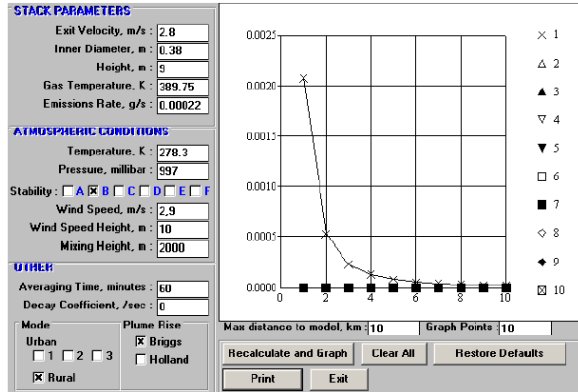 STACK PARAMETERS
Exit Velocity, m/s : 2.8
Inner Diameter, m : 0.38
Height, m : 9
Gas Temperature, K : 389.75
Emissions Rate, g/s : 0.00022
ATMOSPHERIC CONDITIONS
Temperature, K : 278.3
Pressure, millibar : 997
Stability : A B C D E F
Wind Speed, m/s : 2,9
Wind Speed Height, m : 10
Mixing Height, m : 2000
OTHER
Averaging Time, minutes : 60
Decay Coefficient, /sec : 0
Mode
Urban
1 2 3
Rural
Plume Rise
Briggs
Holland
0.0025
0.0020
0.0015
0.0010
0.0005
0.0000
0 2 4 6 8 10
1
2
3
4
5
6
7
8
9
10
Max distance to model, km : 10 Graph Points : 10
Recalculate and Graph Clear All Restore Defaults
Print Exit